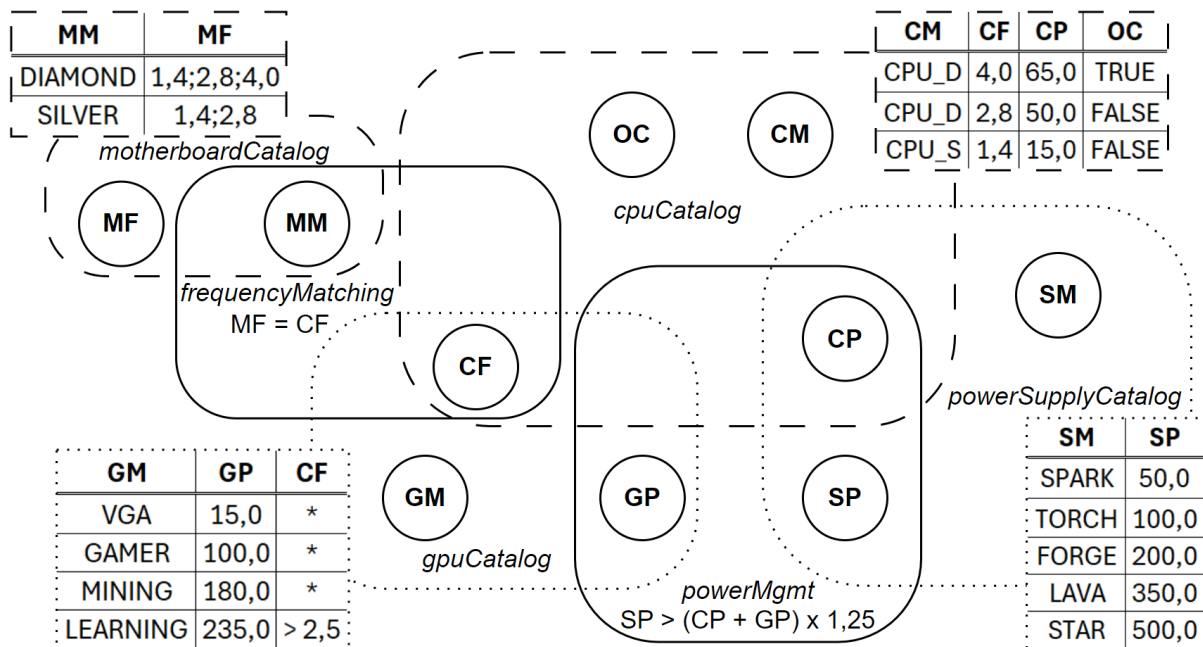 MM MF
DIAMOND 1,4;2,8;4,0
SILVER 1,4;2,8
motherboardCatalog
MF
MM
frequencyMatching
MF = CF
CM CF CP OC
CPU_D 4,0 65,0 TRUE
CPU_D 2,8 50,0 FALSE
CPU_S 1,4 15,0 FALSE
OC
CM
cpuCatalog
SM
CP
CF
powerSupplyCatalog
GM GP CF
VGA 15,0 *
GAMER 100,0 *
MINING 180,0 *
LEARNING 235,0 > 2,5
GM
GP
SP
gpuCatalog
powerMgmt
SP > (CP + GP) x 1,25
SM SP
SPARK 50,0
TORCH 100,0
FORGE 200,0
LAVA 350,0
STAR 500,0